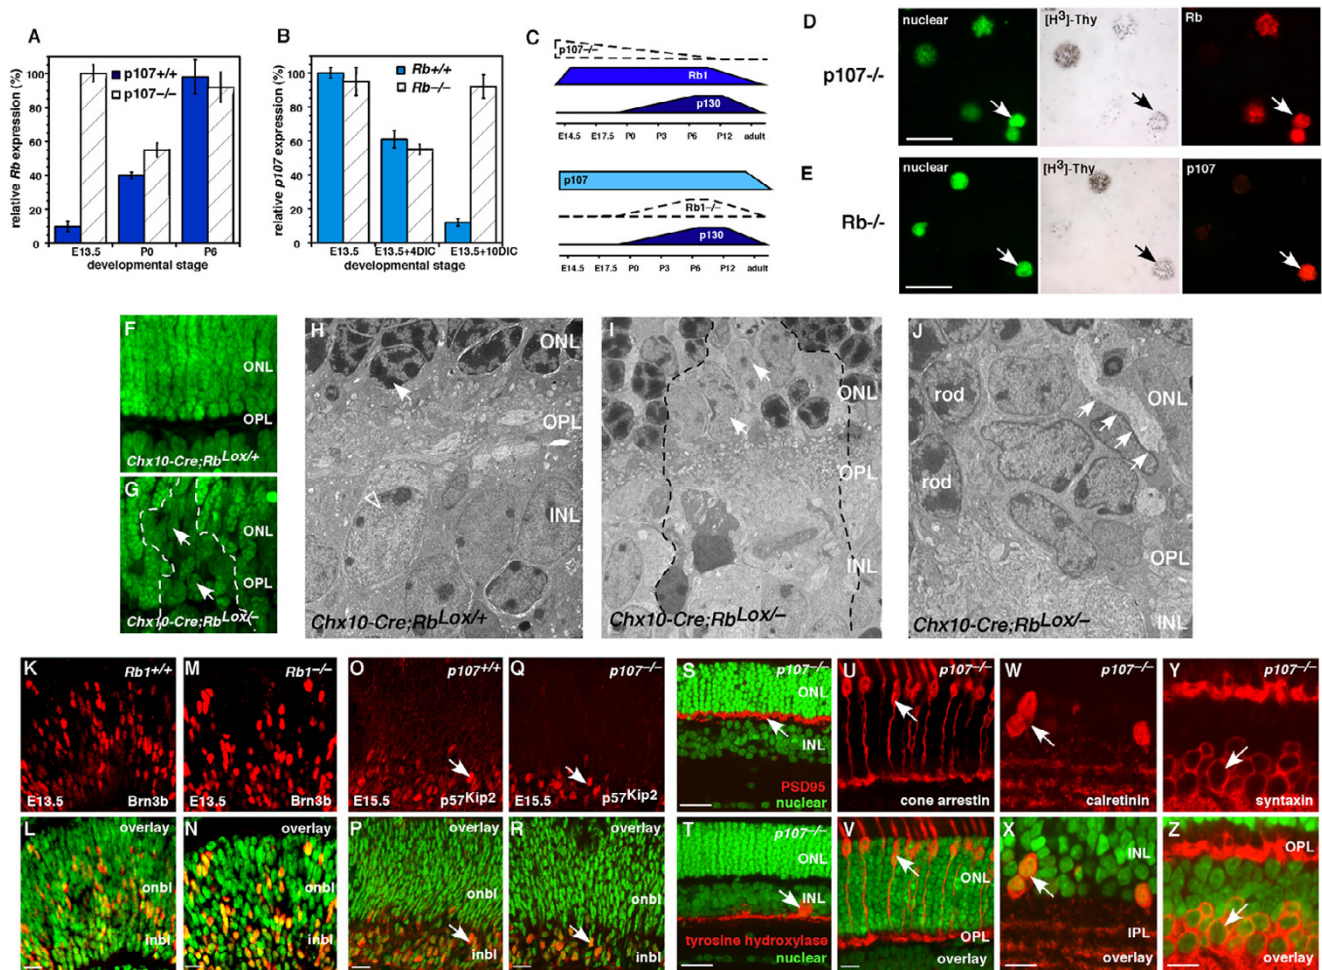 A
p107+/+
p107−/−
relative Rb expression (%)
100
80
60
40
20
0
E13.5
P0
P6
developmental stage
B
Rb+/+
Rb−/−
relative p107 expression (%)
100
80
60
40
20
0
E13.5
E13.5+4DIC
E13.5+10DIC
developmental stage
C
p107−/−
Rb1
p130
E14.5 E17.5 P0 P3 P6 P12 adult
p107
Rb1−/−
p130
E14.5 E17.5 P0 P3 P6 P12 adult
D
p107-/-
nuclear
[H³]-Thy
Rb
E
Rb-/-
nuclear
[H³]-Thy
p107
F
ONL
OPL
Chx10-Cre;RbLox/+
G
ONL
OPL
Chx10-Cre;RbLox/−
H
ONL
OPL
INL
Chx10-Cre;RbLox/+
I
ONL
OPL
INL
Chx10-Cre;RbLox/−
J
rod
rod
ONL
OPL
INL
Chx10-Cre;RbLox/−
K
Rb1+/+
E13.5
Brn3b
M
Rb1−/−
E13.5
Brn3b
O
p107+/+
E15.5
p57Kip2
Q
p107−/−
E15.5
p57Kip2
S
p107−/−
ONL
INL
PSD95
nuclear
U
p107−/−
cone arrestin
W
p107−/−
calretinin
Y
p107−/−
syntaxin
L
overlay
onbl
inbl
N
overlay
onbl
inbl
P
overlay
onbl
inbl
R
overlay
onbl
inbl
T
p107−/−
ONL
INL
tyrosine hydroxylase
nuclear
V
ONL
OPL
overlay
X
INL
IPL
overlay
Z
OPL
overlay